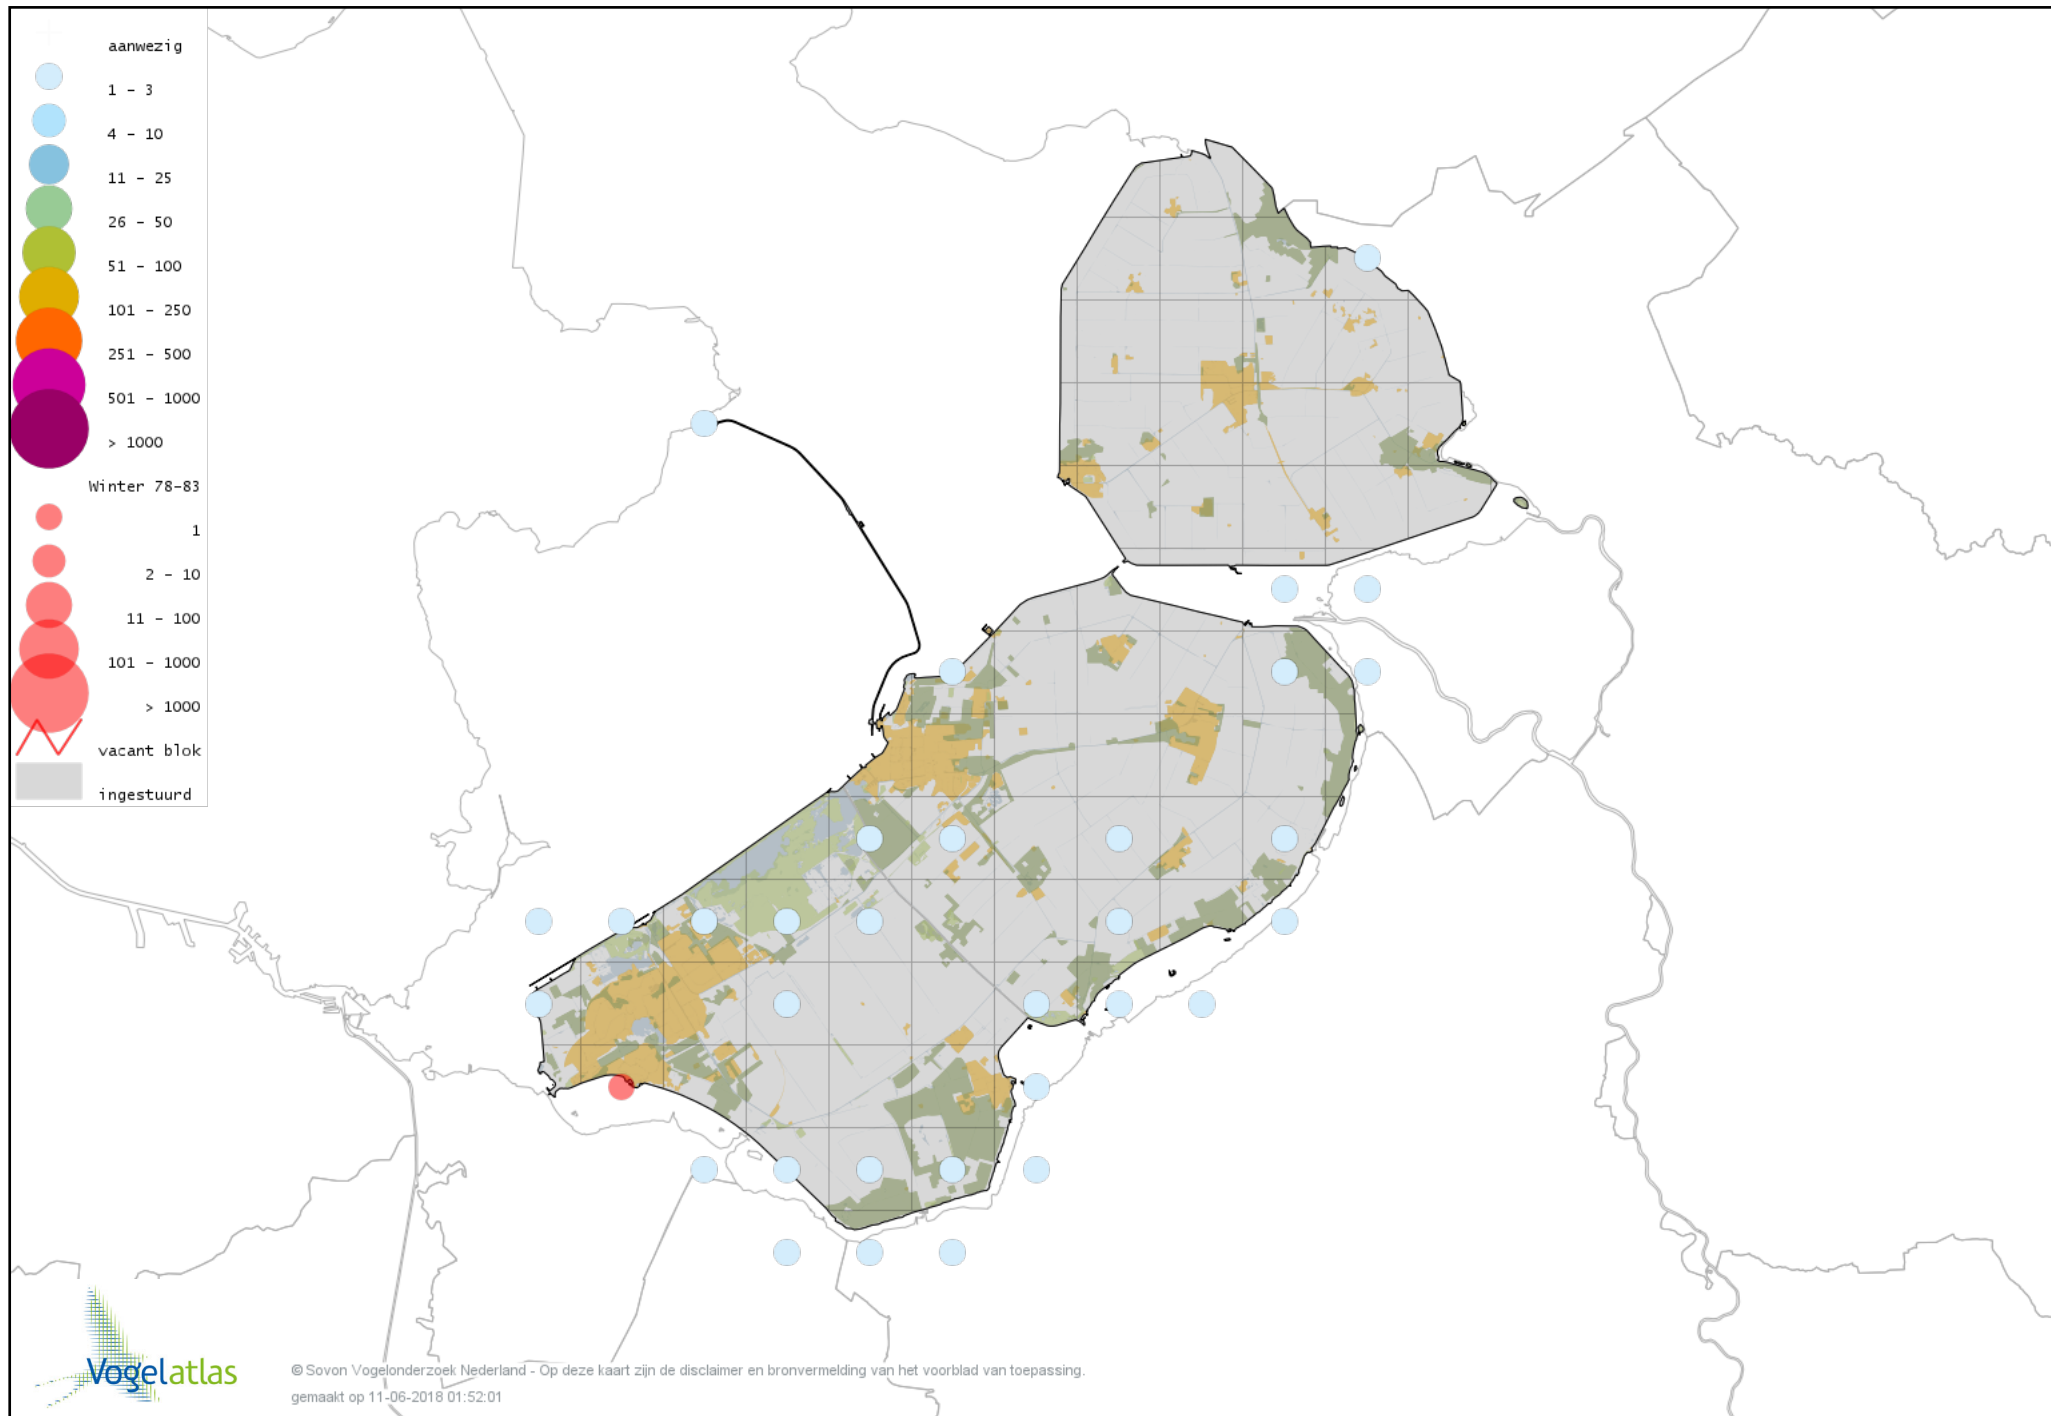 aanwezig
1 - 3
4 - 10
11 - 25
26 - 50
51 - 100
101 - 250
251 - 500
501 - 1000
> 1000
Winter 78-83
1
2 - 10
11 - 100
101 - 1000
> 1000
vacant blok
ingestuurd
Vogelatlas
© Sovon Vogelonderzoek Nederland - Op deze kaart zijn de disclaimer en bronvermelding van het voorblad van toepassing.
gemaakt op 11-06-2018 01:52:01